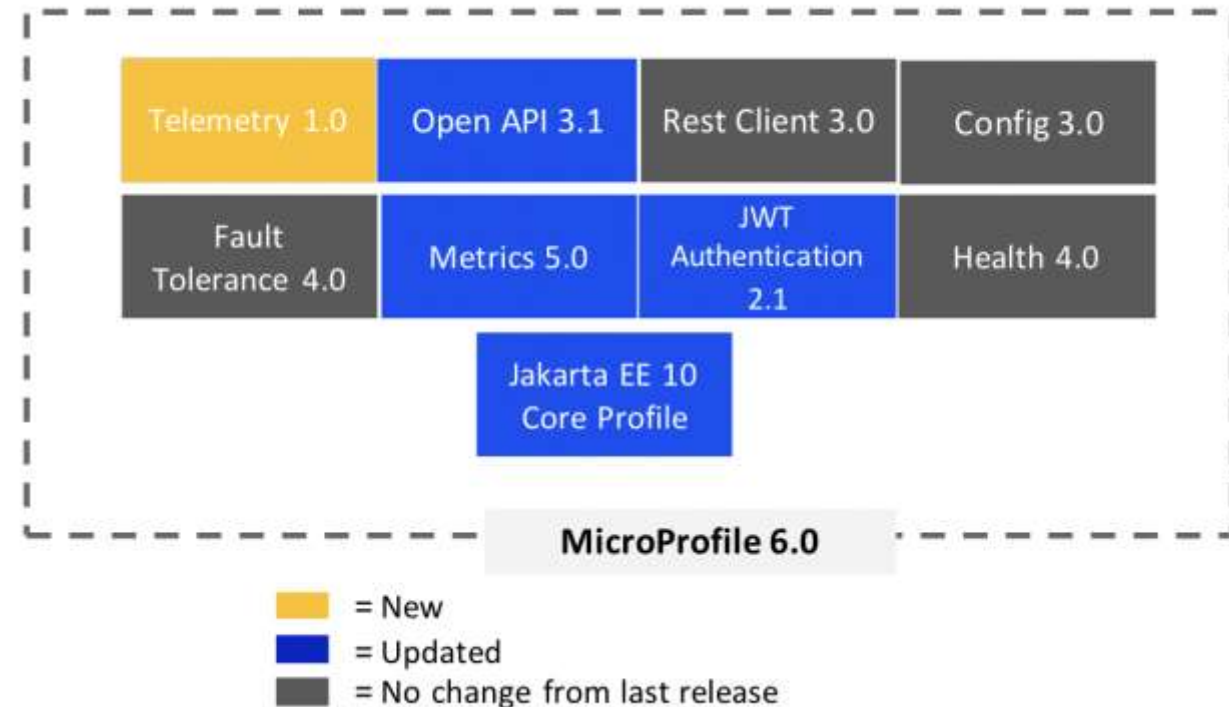 Telemetry 1.0
Open API 3.1
Rest Client 3.0
Config 3.0
Fault
Tolerance 4.0
Metrics 5.0
JWT
Authentication
2.1
Health 4.0
Jakarta EE 10
Core Profile
MicroProfile 6.0
= New
= Updated
= No change from last release